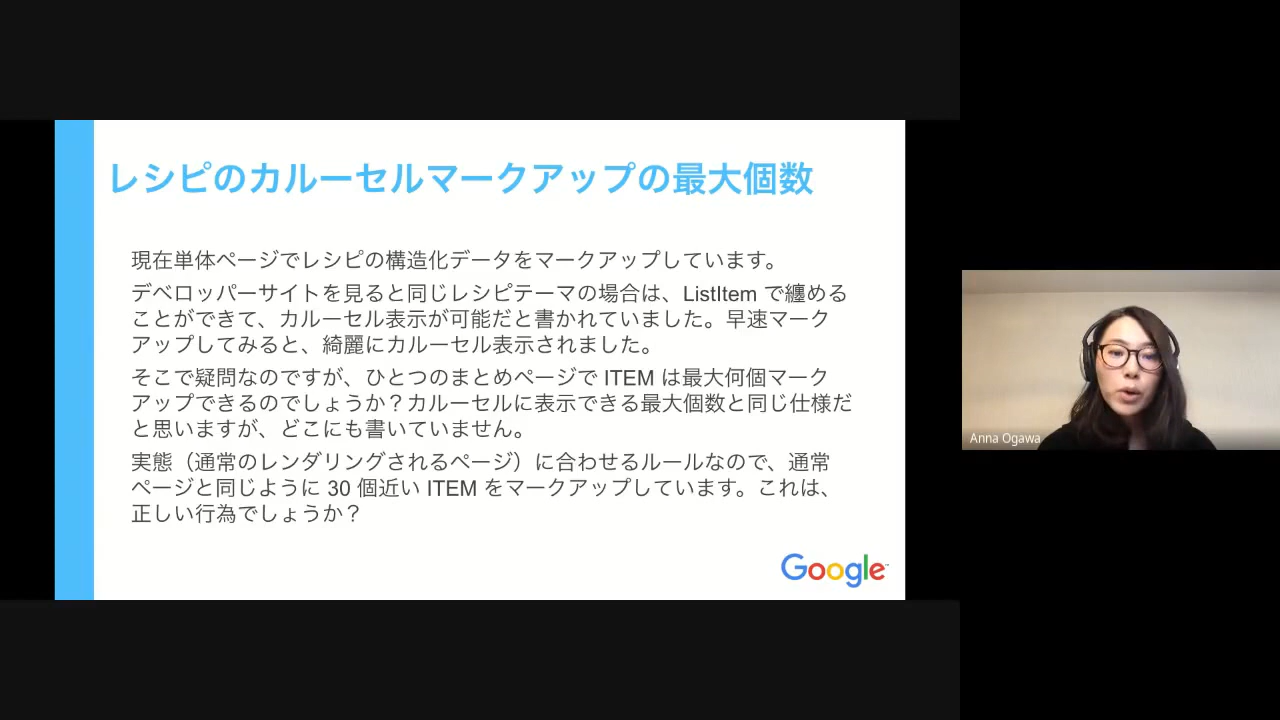 レシピのカルーセルマークアップの最大個数
現在単体ページでレシピの構造化データをマークアップしています。
デベロッパーサイトを見ると同じレシピテーマの場合は、ListItem で纏める
ことができて、カルーセル表示が可能だと書かれていました。早速マーク
アップしてみると、綺麗にカルーセル表示されました。
そこで疑問なのですが、ひとつのまとめページで ITEM は最大何個マーク
アップできるのでしょうか？カルーセルに表示できる最大個数と同じ仕様だ
と思いますが、どこにも書いていません。
実態（通常のレンダリングされるページ）に合わせるルールなので、通常
ページと同じように 30 個近い ITEM をマークアップしています。これは、
正しい行為でしょうか？
Google
Anna Ogawa